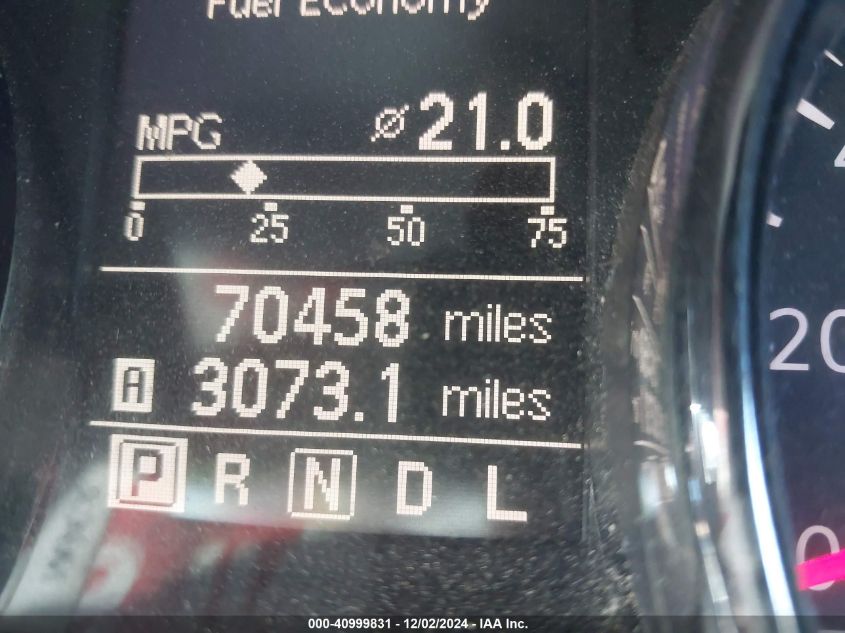 Fuel Economy
MPG ⌀21.0
0 25 50 75
70458 miles
A 3073.1 miles
P R N D L
20
0
000-40999831 - 12/02/2024 - IAA Inc.